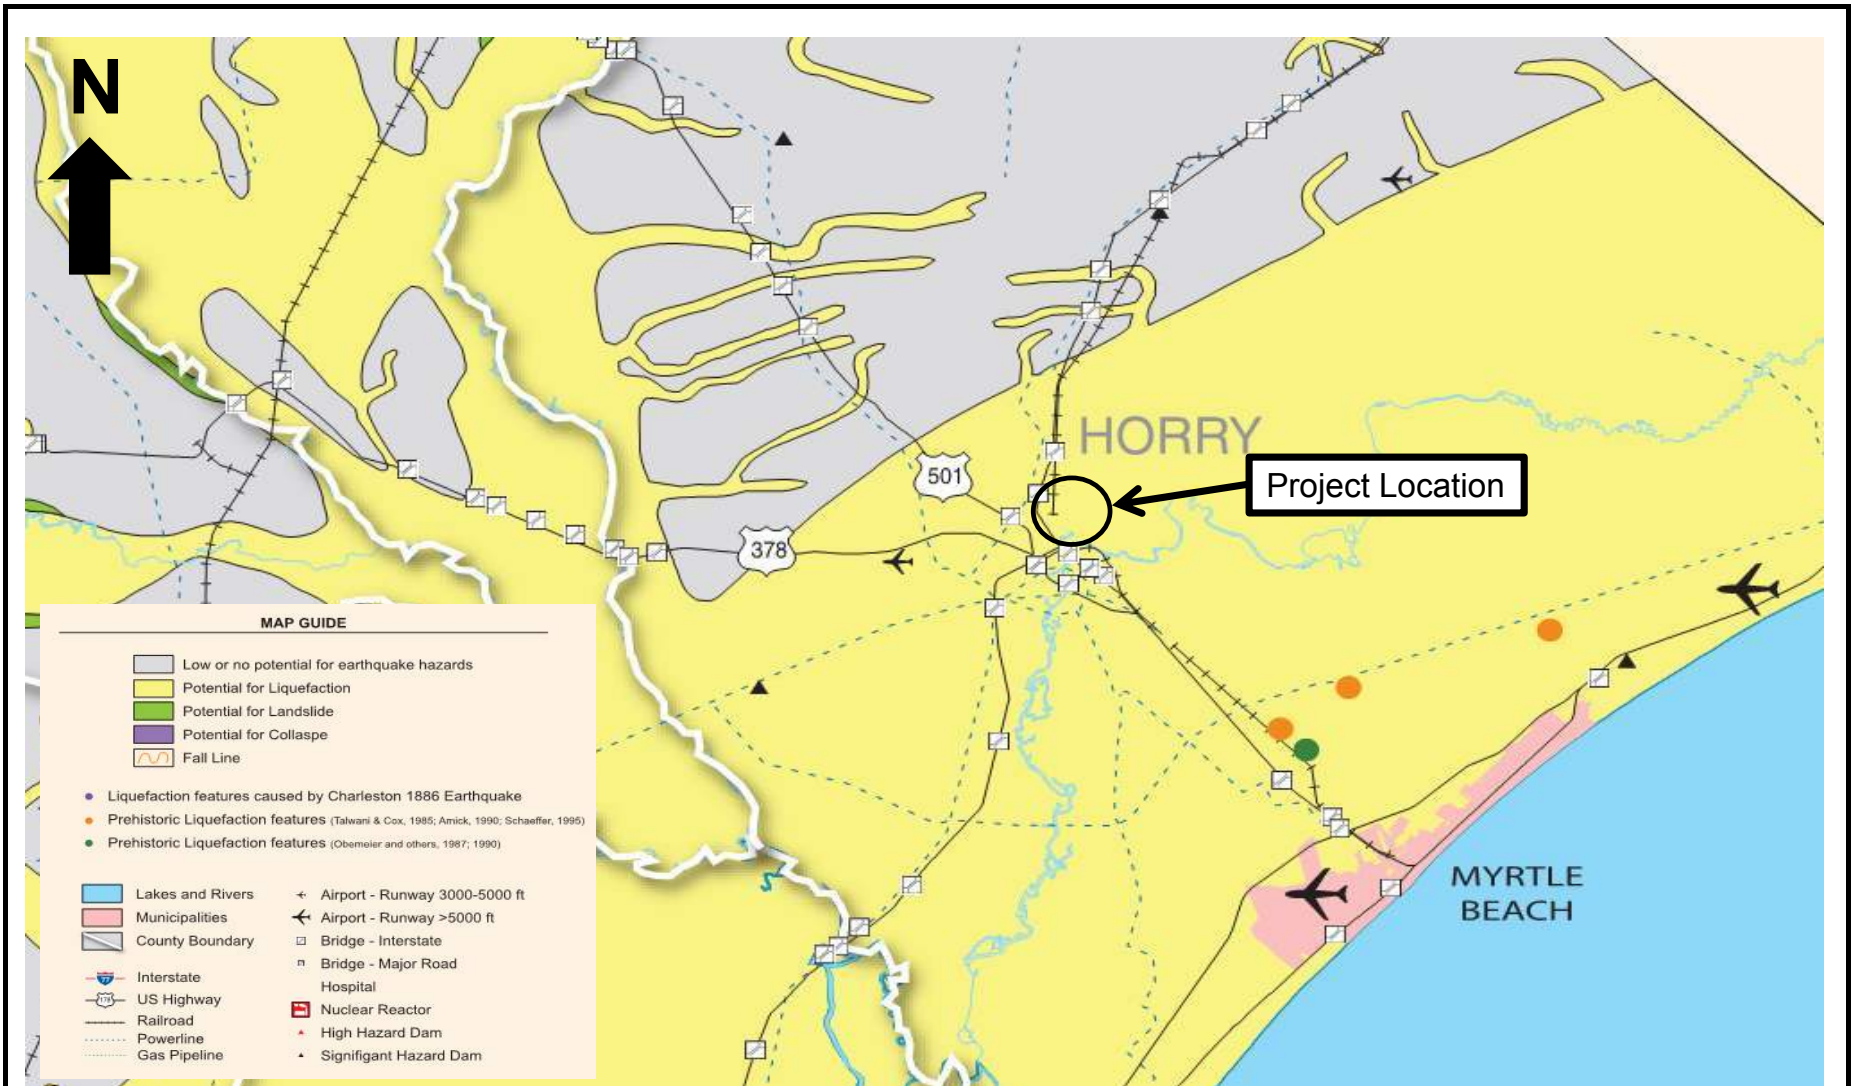 N
HORRY
501
Project Location
378
MAP GUIDE
Low or no potential for earthquake hazards
Potential for Liquefaction
Potential for Landslide
Potential for Collaspe
Fall Line
Liquefaction features caused by Charleston 1886 Earthquake
Prehistoric Liquefaction features (Talwani & Cox, 1985; Amick, 1990; Schaeffer, 1995)
Prehistoric Liquefaction features (Obemeier and others, 1987; 1990)
Lakes and Rivers
Municipalities
County Boundary
77 Interstate
178 US Highway
Railroad
Powerline
Gas Pipeline
Airport - Runway 3000-5000 ft
Airport - Runway >5000 ft
Bridge - Interstate
Bridge - Major Road
Hospital
Nuclear Reactor
High Hazard Dam
Signifigant Hazard Dam
MYRTLE
BEACH